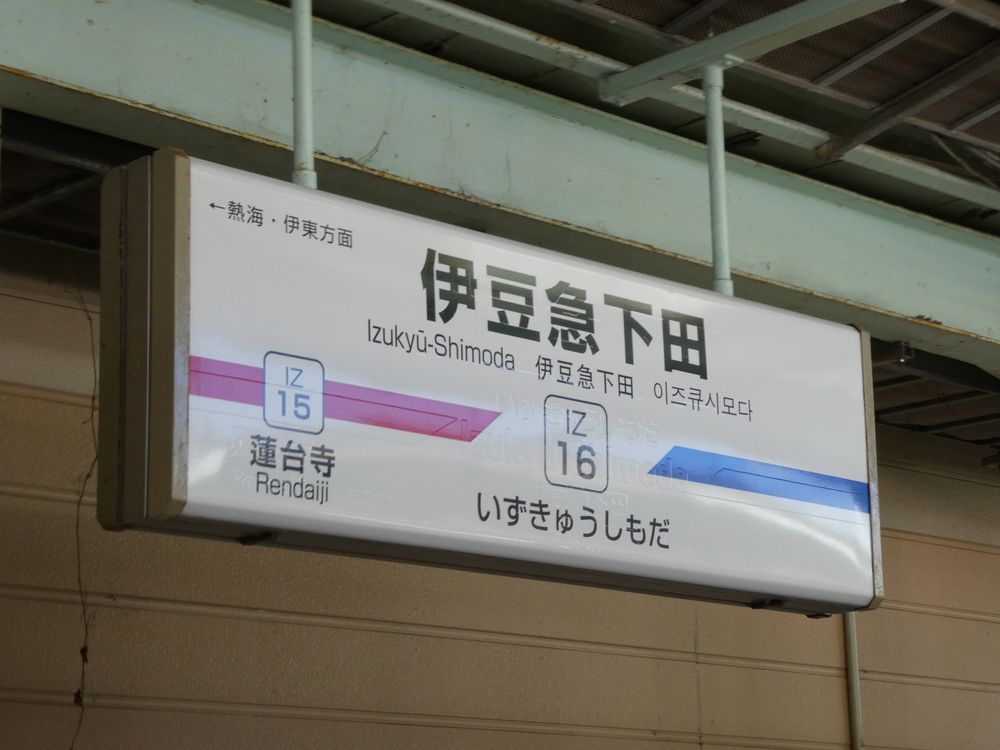 ←熱海・伊東方面
伊豆急下田
Izukyū-Shimoda 伊豆急下田 이즈큐시모다
IZ
15
IZ
16
蓮台寺
Rendaiji
いずきゅうしもだ